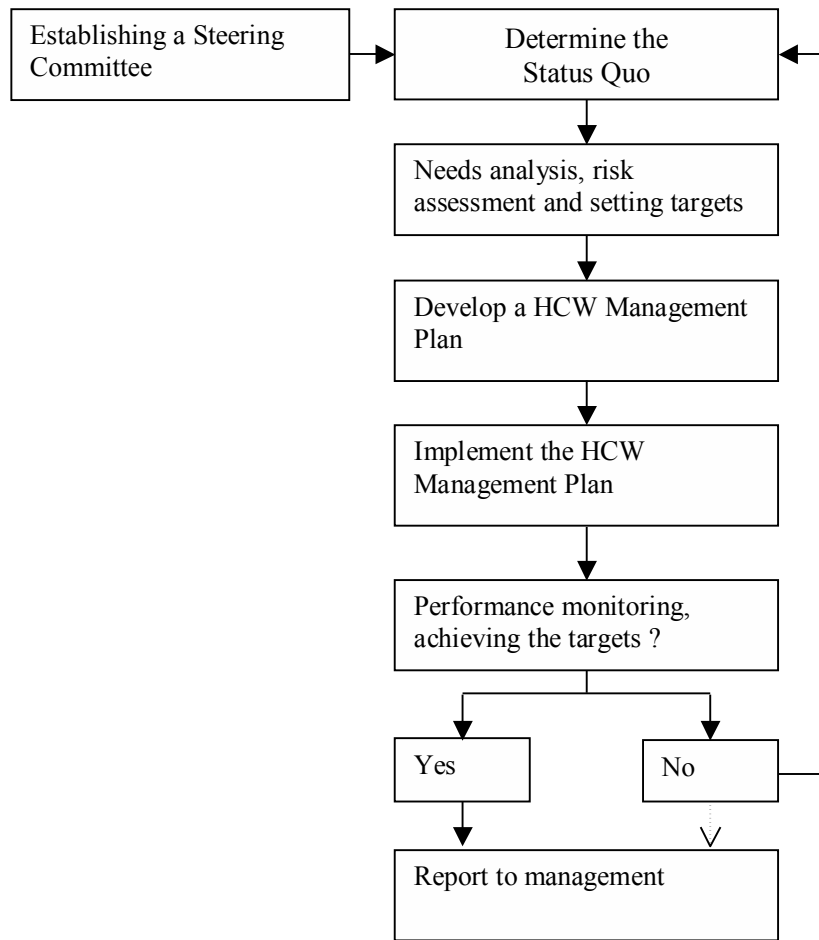 Establishing a Steering
Committee
Determine the
Status Quo
Needs analysis, risk
assessment and setting targets
Develop a HCW Management
Plan
Implement the HCW
Management Plan
Performance monitoring,
achieving the targets ?
Yes
No
Report to management